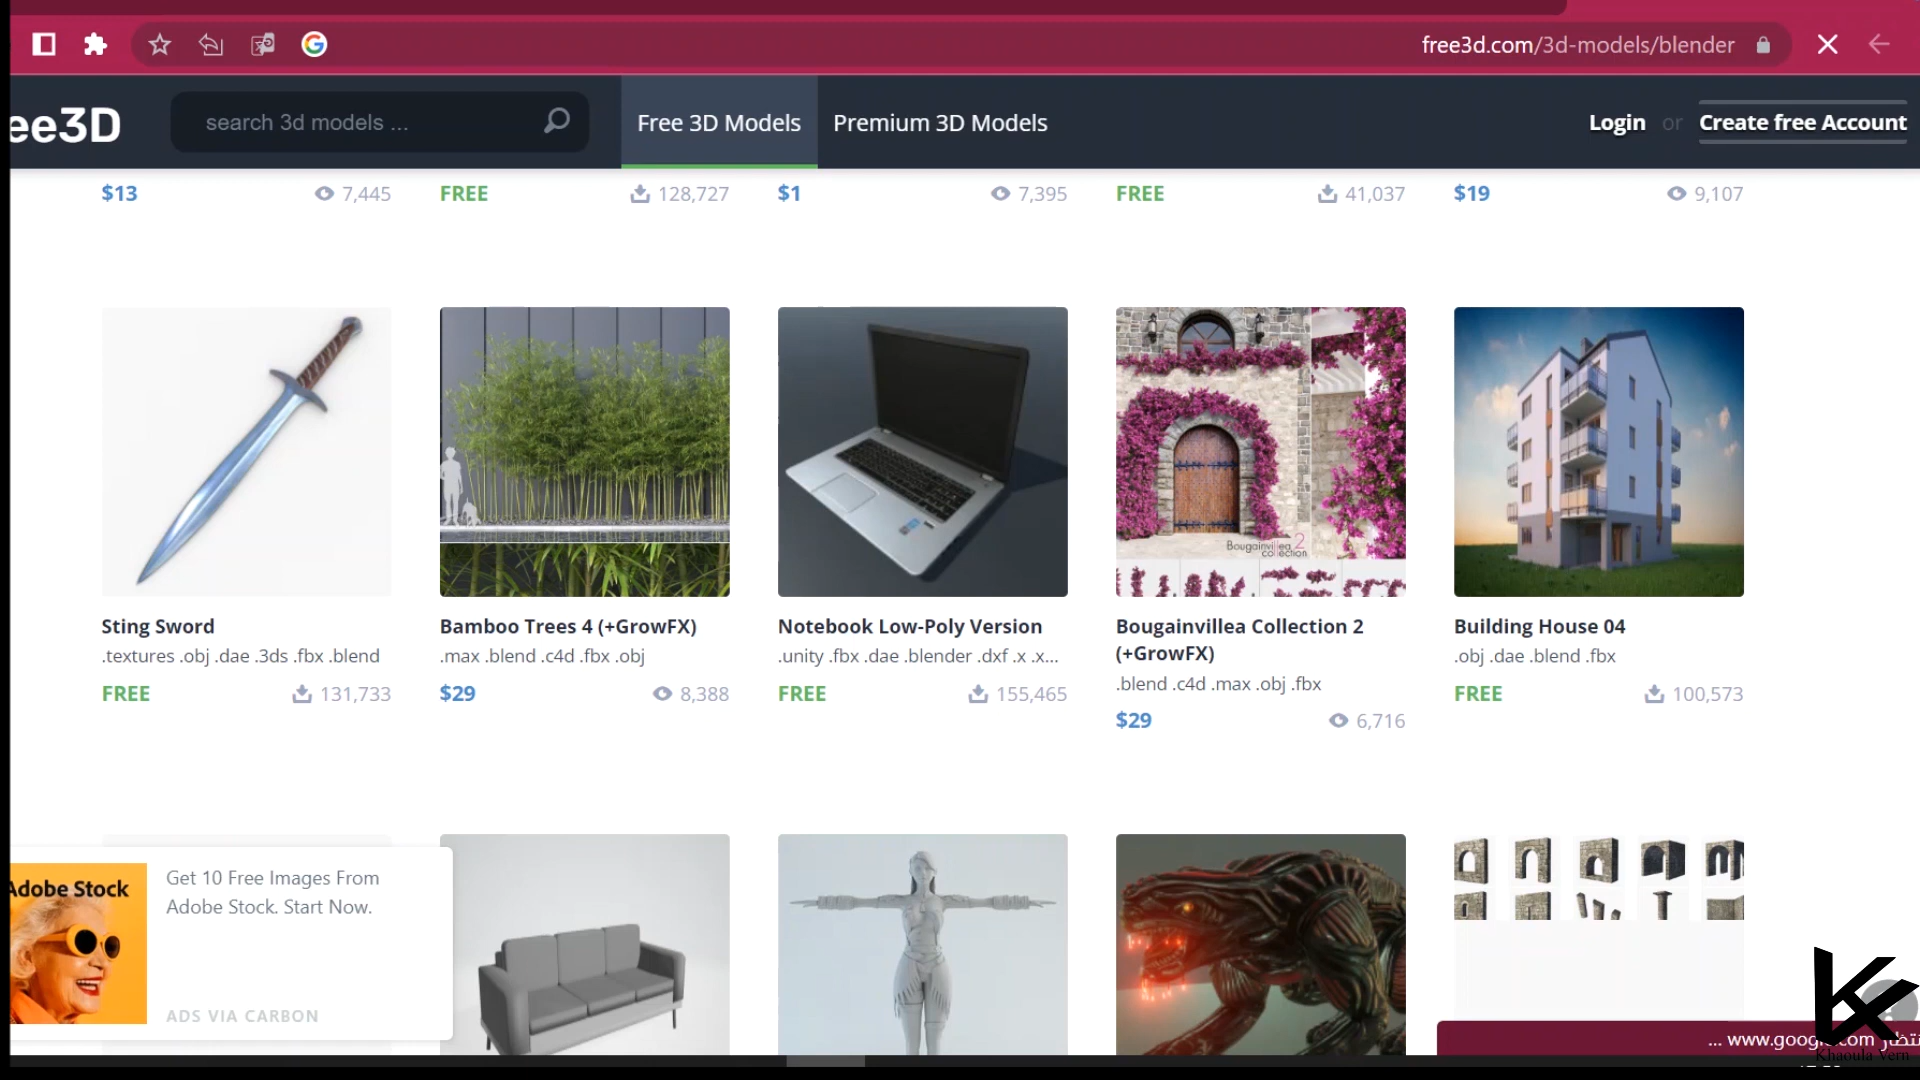 free3d.com/3d-models/blender
ee3D
search 3d models ...
Free 3D Models
Premium 3D Models
Login or Create free Account
$13 7,445
FREE 128,727
$1 7,395
FREE 41,037
$19 9,107
Bougainvillea 2
collection
Sting Sword
.textures .obj .dae .3ds .fbx .blend
FREE 131,733
Bamboo Trees 4 (+GrowFX)
.max .blend .c4d .fbx .obj
$29 8,388
Notebook Low-Poly Version
.unity .fbx .dae .blender .dxf .x .x...
FREE 155,465
Bougainvillea Collection 2
(+GrowFX)
.blend .c4d .max .obj .fbx
$29 6,716
Building House 04
.obj .dae .blend .fbx
FREE 100,573
Adobe Stock
Get 10 Free Images From
Adobe Stock. Start Now.
ADS VIA CARBON
Khaoula Vern